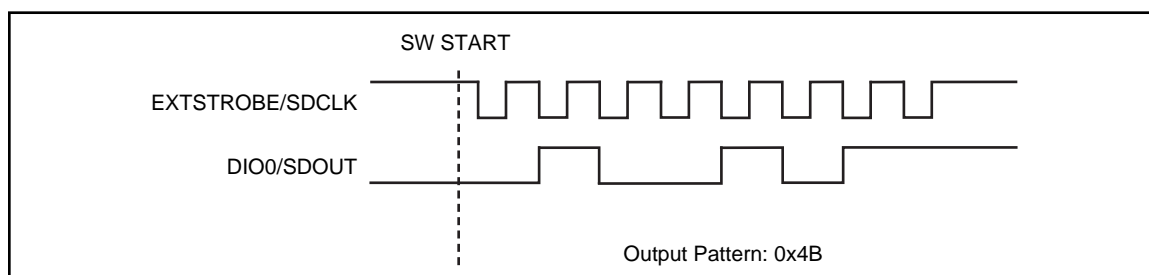 SW START
EXTSTROBE/SDCLK
DIO0/SDOUT
Output Pattern: 0x4B